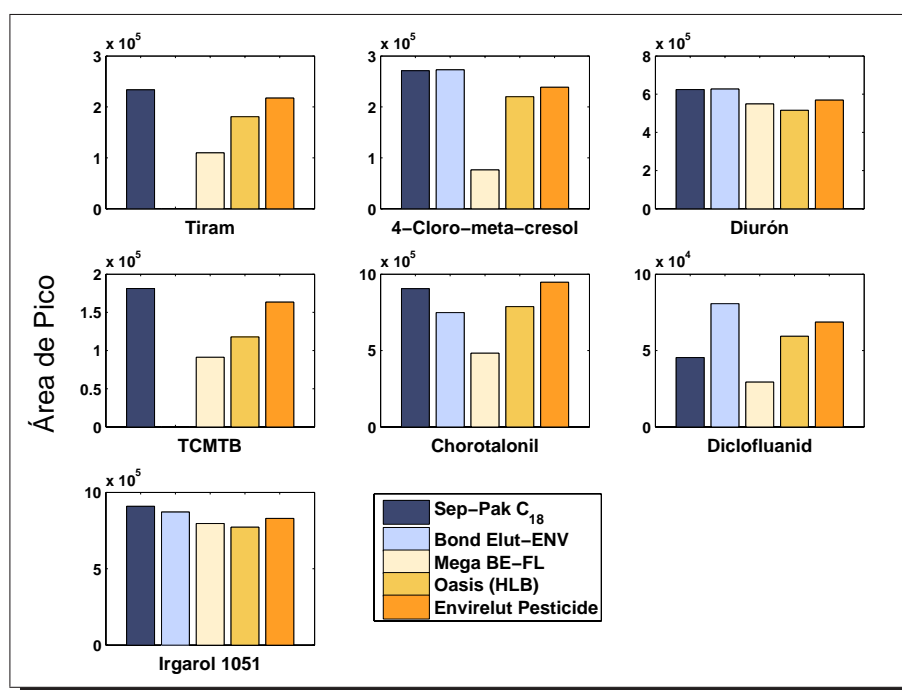 x 10^5
3
2
1
0
Tiram
x 10^5
3
2
1
0
4−Cloro−meta−cresol
x 10^5
8
6
4
2
0
Diurón
x 10^5
2
1.5
1
0.5
0
TCMTB
x 10^5
10
5
0
Chorotalonil
x 10^4
10
5
0
Diclofluanid
Área de Pico
x 10^5
10
5
0
Irgarol 1051
Sep−Pak C_18
Bond Elut−ENV
Mega BE−FL
Oasis (HLB)
Envirelut Pesticide